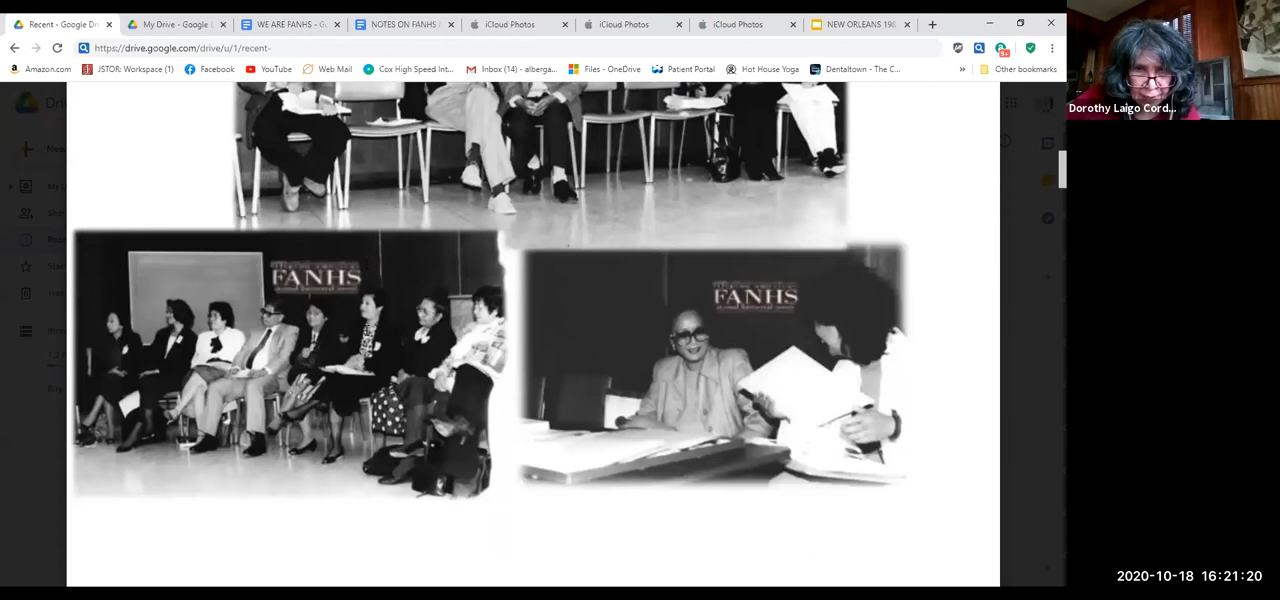 Recent - Google Dr
My Drive - Google
WE ARE FANHS - G
NOTES ON FANHS
iCloud Photos
iCloud Photos
iCloud Photos
NEW ORLEANS 198
https://drive.google.com/drive/u/1/recent-
Amazon.com
JSTOR: Workspace (1)
Facebook
YouTube
Web Mail
Cox High Speed Int...
Inbox (14) - alberga...
Files - OneDrive
Patient Portal
Hot House Yoga
Dentaltown - The C...
»
Other bookmarks
Dorothy Laigo Cord...
FANHS
FANHS
2020-10-18 16:21:20